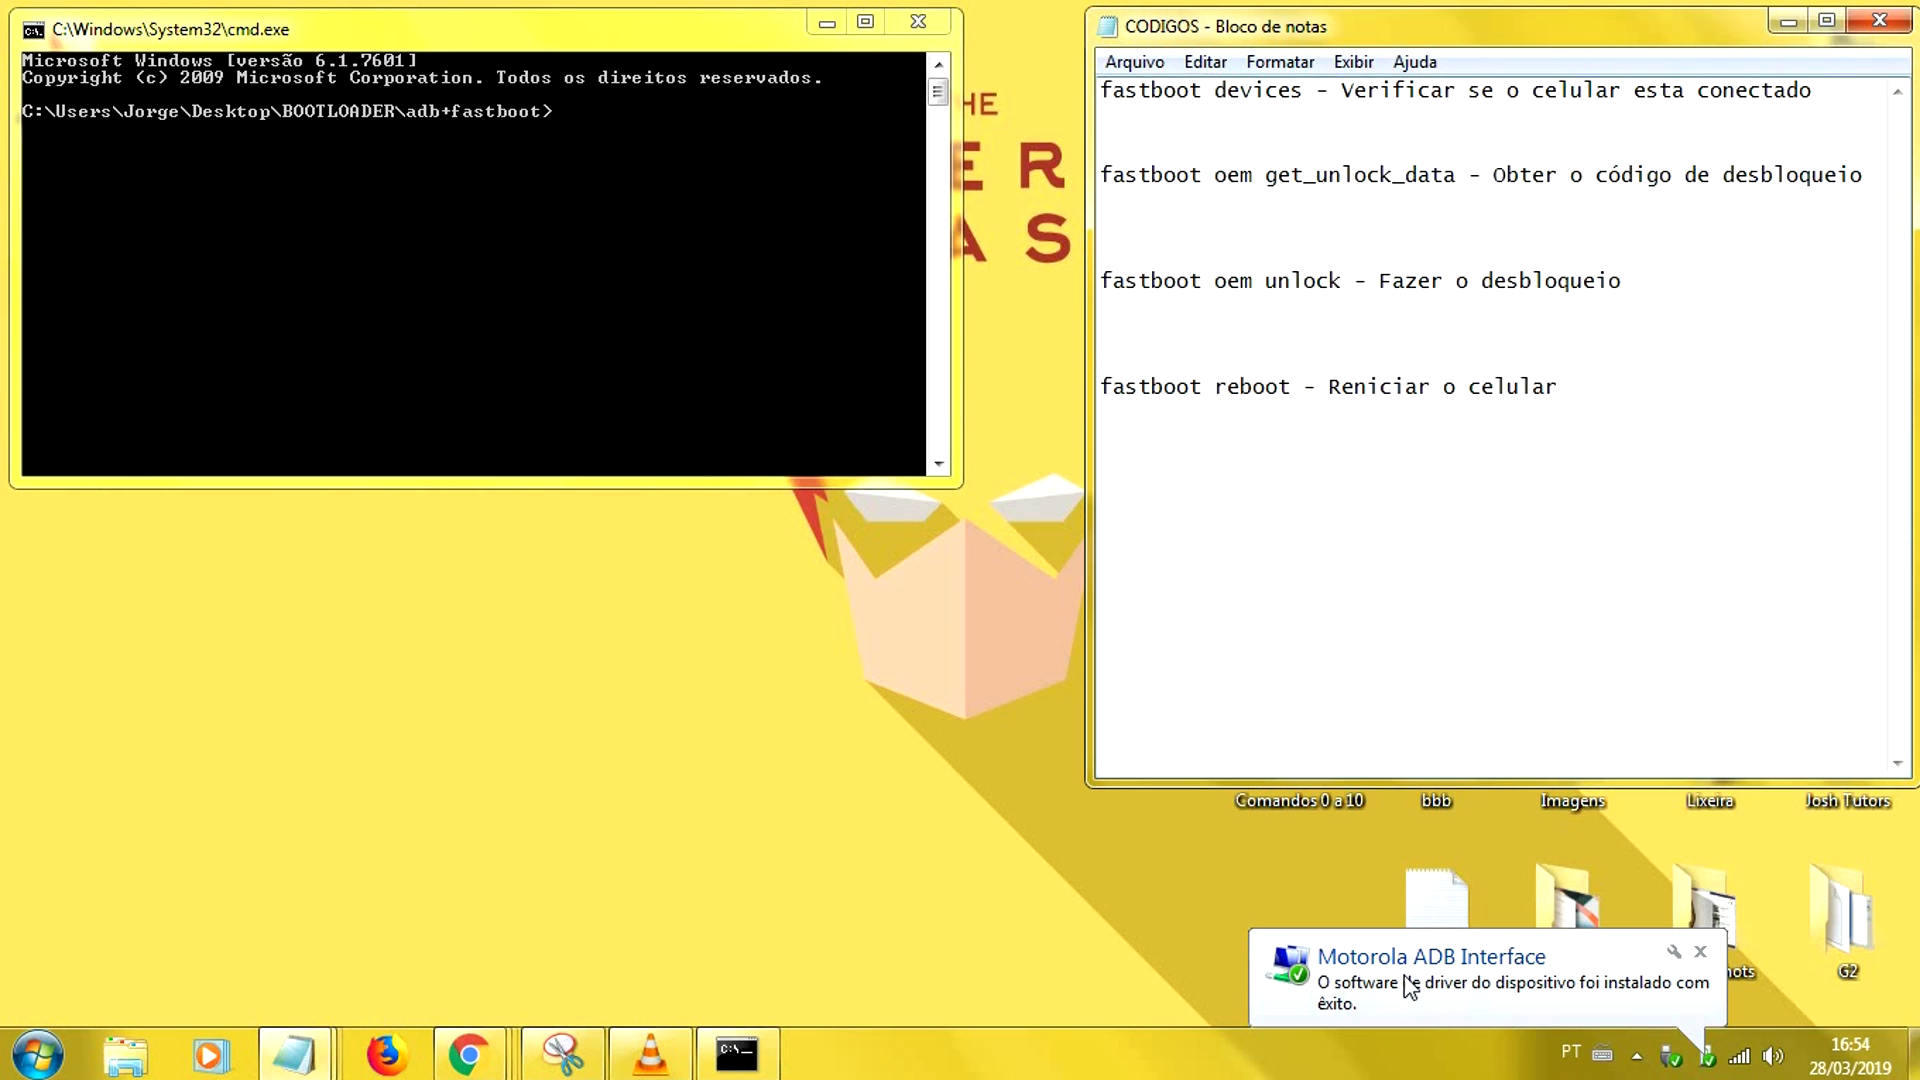 C:\Windows\System32\cmd.exe
Microsoft Windows [versão 6.1.7601]
Copyright (c) 2009 Microsoft Corporation. Todos os direitos reservados.
C:\Users\Jorge\Desktop\BOOTLOADER\adb+fastboot>
HE
ER
AS
CODIGOS - Bloco de notas
Arquivo Editar Formatar Exibir Ajuda
fastboot devices - Verificar se o celular esta conectado
fastboot oem get_unlock_data - Obter o código de desbloqueio
fastboot oem unlock - Fazer o desbloqueio
fastboot reboot - Reniciar o celular
Comandos 0 a 10 bbb Imagens Lixeira Josh Tutors
G2
Motorola ADB Interface
O software de driver do dispositivo foi instalado com
êxito.
PT
16:54
28/03/2019